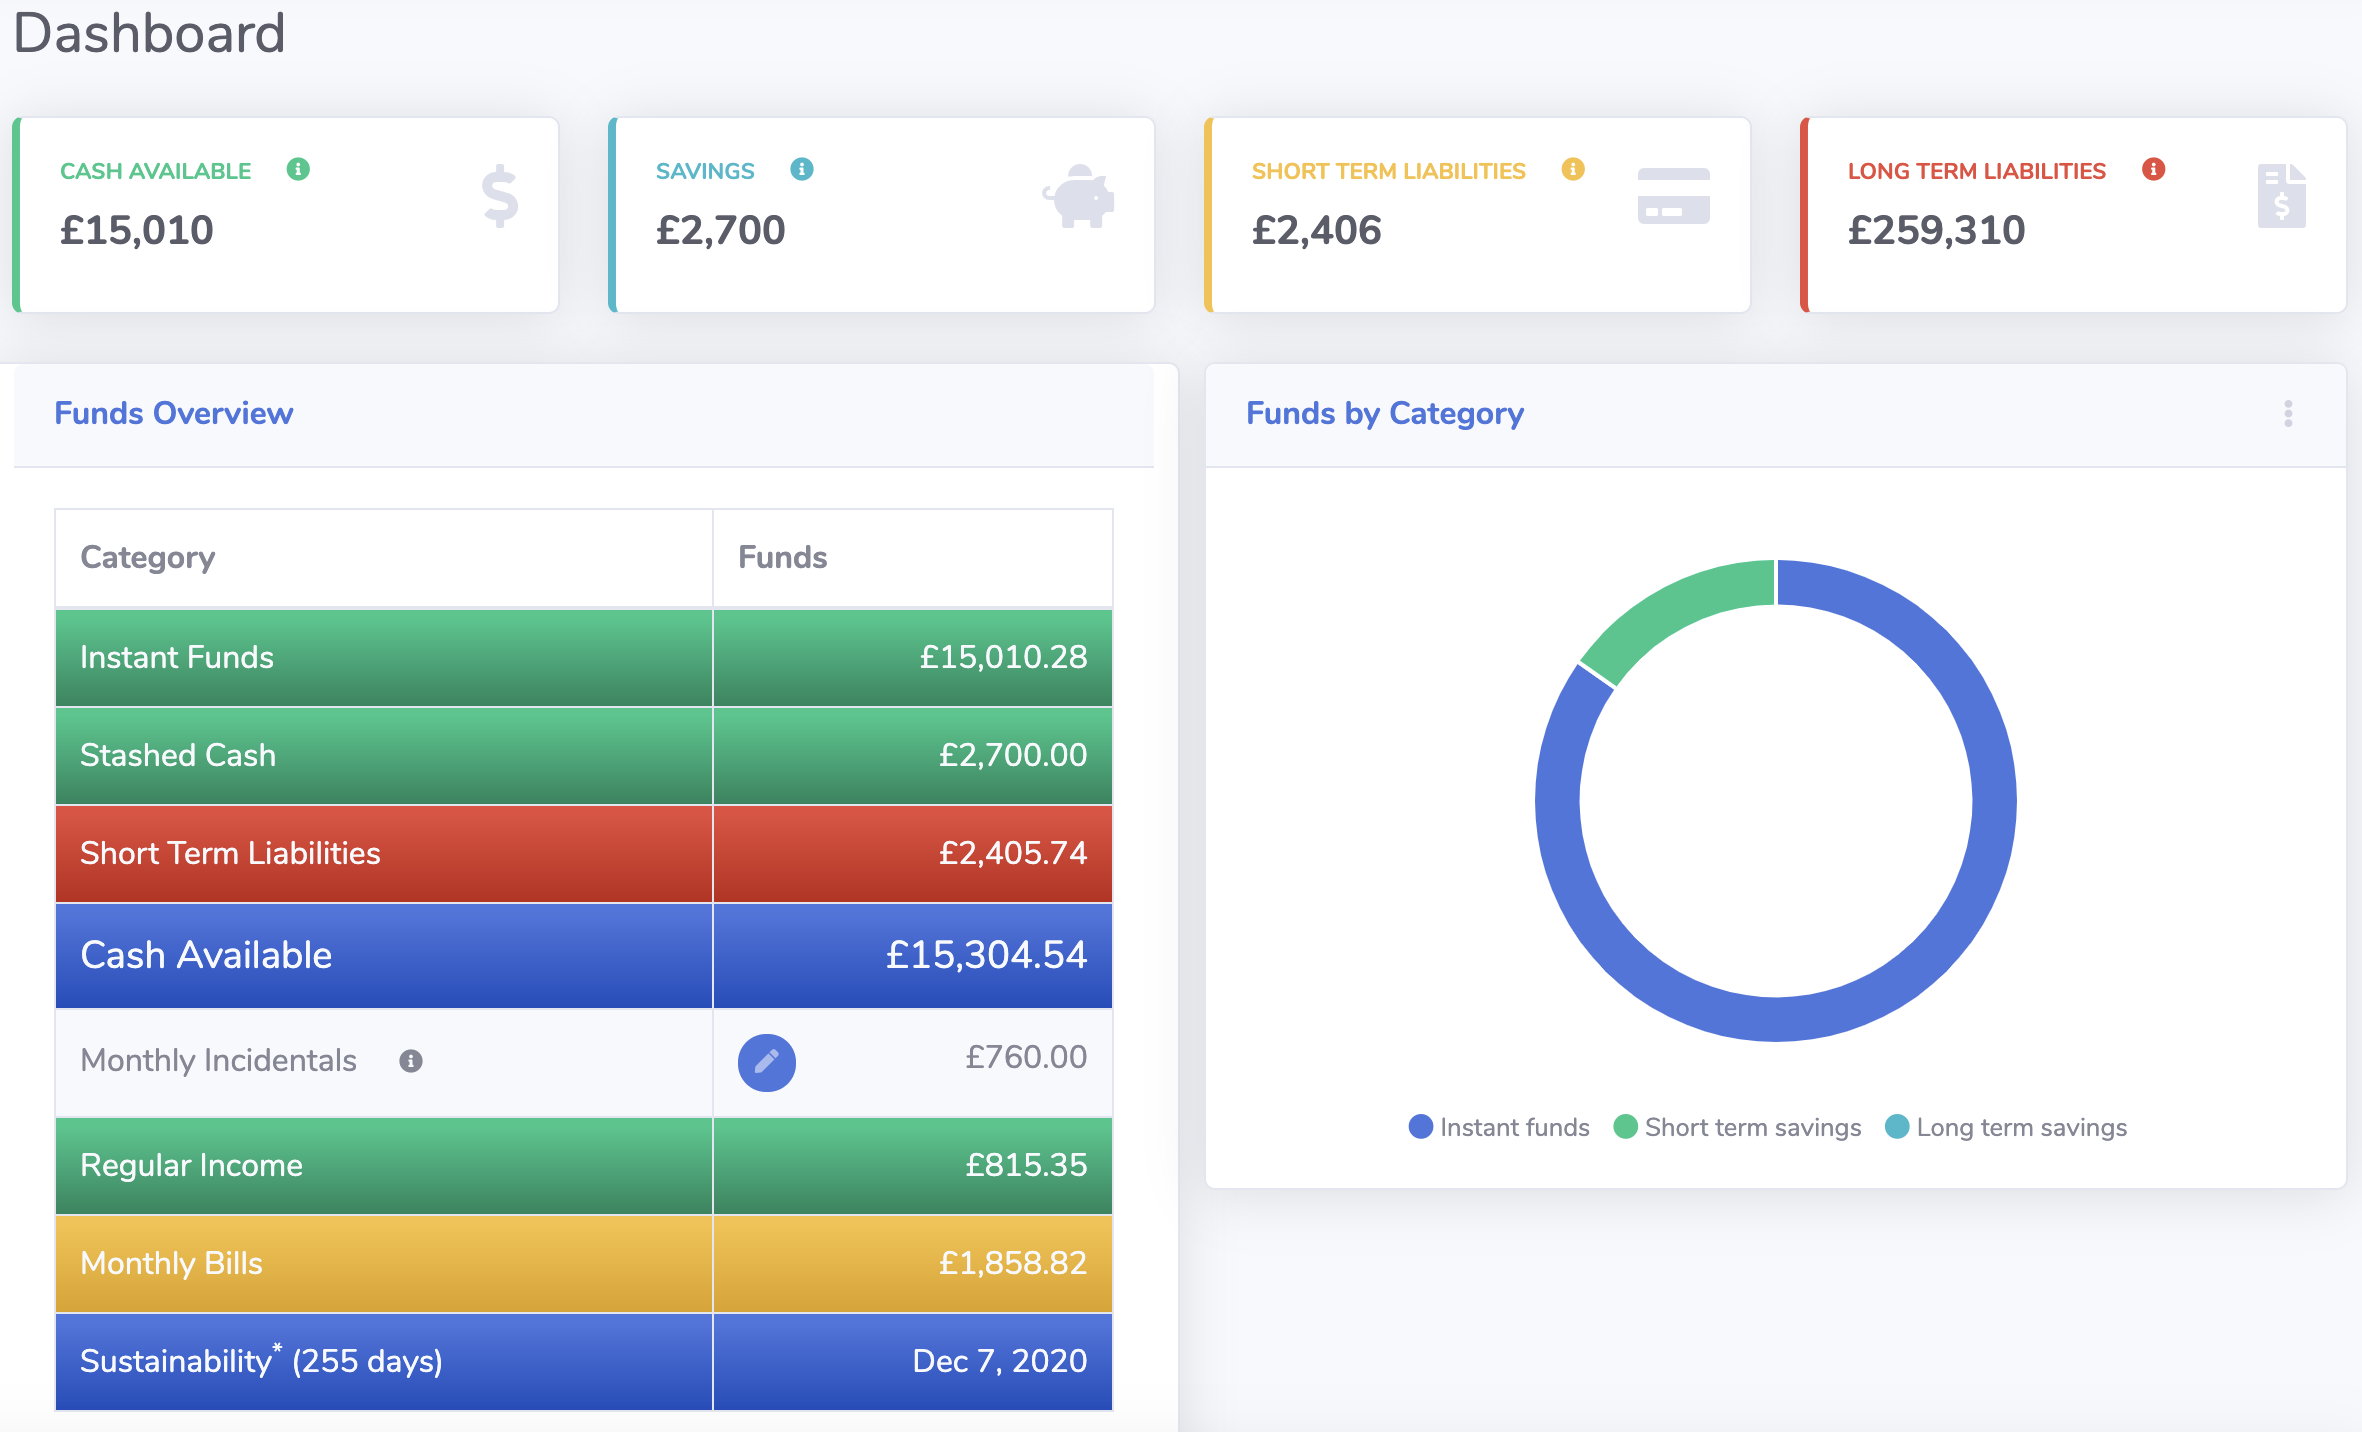 Dashboard
CASH AVAILABLE
£15,010
SAVINGS
£2,700
SHORT TERM LIABILITIES
£2,406
LONG TERM LIABILITIES
£259,310
Funds Overview
Category Funds
Instant Funds £15,010.28
Stashed Cash £2,700.00
Short Term Liabilities £2,405.74
Cash Available £15,304.54
Monthly Incidentals £760.00
Regular Income £815.35
Monthly Bills £1,858.82
Sustainability* (255 days) Dec 7, 2020
Funds by Category
Instant funds Short term savings Long term savings